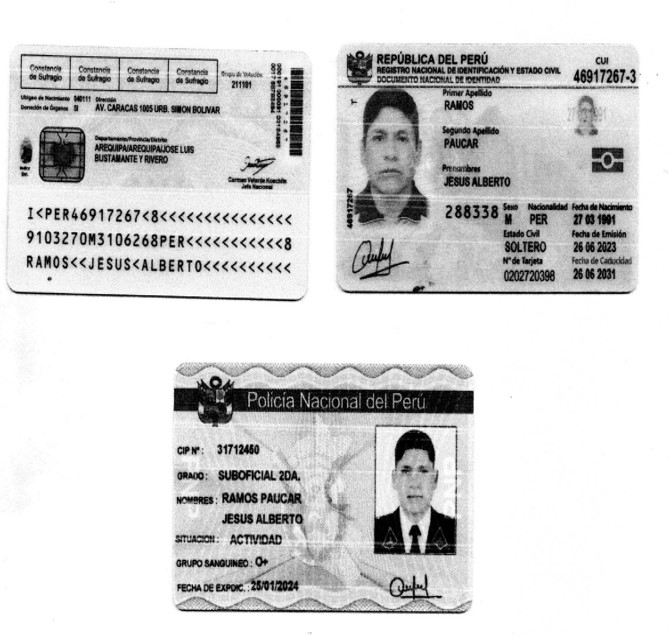 Constancia de Sufragio
Constancia de Sufragio
Constancia de Sufragio
Constancia de Sufragio
Grupo de Votación:
211101
Ubigeo de Nacimiento 040111 Dirección
Donación de Órganos SI AV. CARACAS 1005 URB. SIMON BOLIVAR
Departamento/Provincia/Distrito
AREQUIPA/AREQUIPA/JOSE LUIS
BUSTAMANTE Y RIVERO
Carmen Velarde Koechlin
Jefa Nacional
I<PER46917267<8<<<<<<<<<<<<<<<
9103270M3106268PER<<<<<<<<<<<8
RAMOS<<JESUS<ALBERTO<<<<<<<<<<
REPÚBLICA DEL PERÚ
REGISTRO NACIONAL DE IDENTIFICACIÓN Y ESTADO CIVIL
DOCUMENTO NACIONAL DE IDENTIDAD
CUI
46917267-3
Primer Apellido
RAMOS
Segundo Apellido
PAUCAR
Prenombres
JESUS ALBERTO
46917267
288338
Sexo Nacionalidad Fecha de Nacimiento
M PER 27 03 1991
Estado Civil Fecha de Emisión
SOLTERO 26 06 2023
Nº de Tarjeta Fecha de Caducidad
0202720398 26 06 2031
Policía Nacional del Perú
CIP Nº : 31712460
GRADO : SUBOFICIAL 2DA.
NOMBRES : RAMOS PAUCAR
JESUS ALBERTO
SITUACION : ACTIVIDAD
GRUPO SANGUINEO : O+
FECHA DE EXPDIC. : 25/01/2024